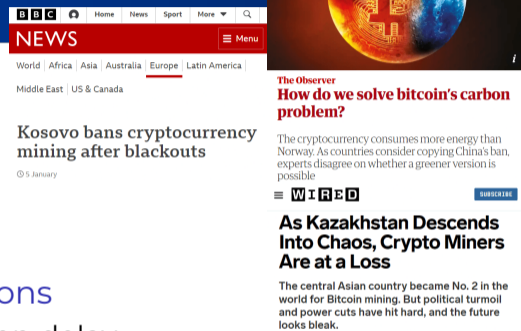 BBC
Home News Sport More
NEWS
Menu
World Africa Asia Australia Europe Latin America
Middle East US & Canada
Kosovo bans cryptocurrency
mining after blackouts
5 January
ons
i
The Observer
How do we solve bitcoin's carbon
problem?
The cryptocurrency consumes more energy than
Norway. As countries consider copying China's ban,
experts disagree on whether a greener version is
possible
WIRED
SUBSCRIBE
As Kazakhstan Descends
Into Chaos, Crypto Miners
Are at a Loss
The central Asian country became No. 2 in the
world for Bitcoin mining. But political turmoil
and power cuts have hit hard, and the future
looks bleak.